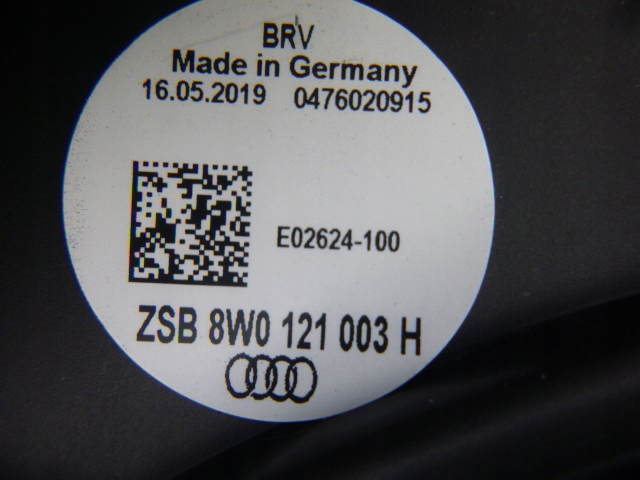 BRV
Made in Germany
16.05.2019 0476020915
E02624-100
ZSB 8W0 121 003 H